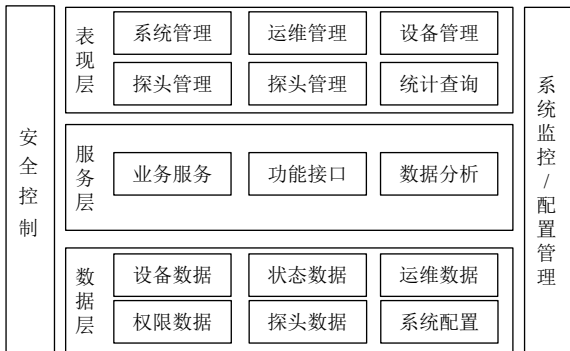 安全控制
表现层
系统管理
运维管理
设备管理
探头管理
探头管理
统计查询
服务层
业务服务
功能接口
数据分析
数据层
设备数据
状态数据
运维数据
权限数据
探头数据
系统配置
系统监控/配置管理